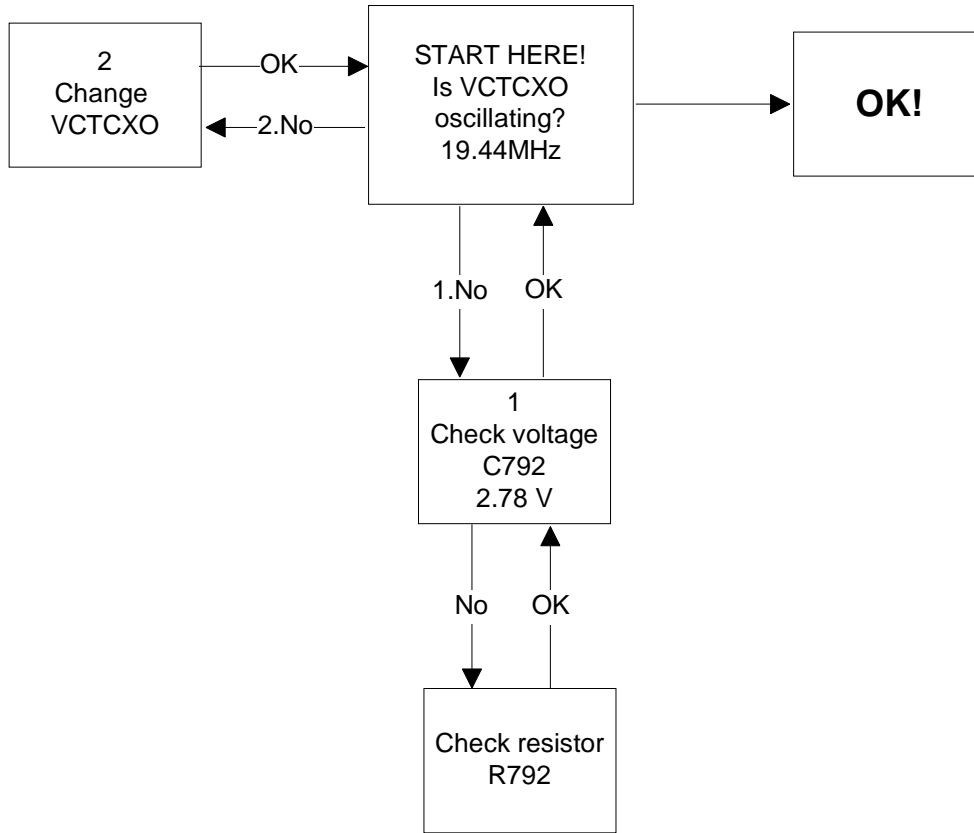 2
Change
VCTCXO
OK
2.No
START HERE!
Is VCTCXO
oscillating?
19.44MHz
OK!
1.No
OK
1
Check voltage
C792
2.78 V
No
OK
Check resistor
R792